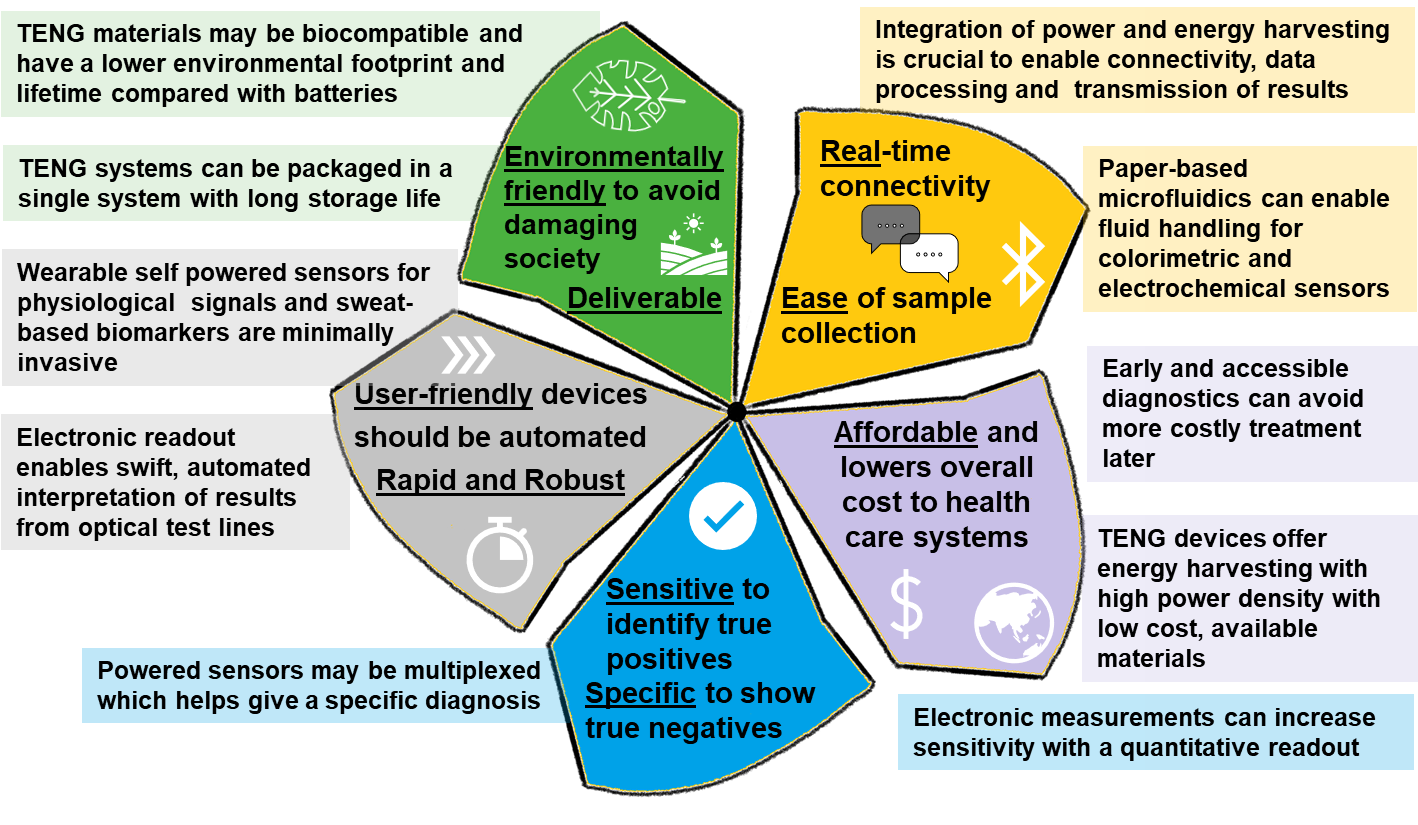 TENG materials may be biocompatible and
have a lower environmental footprint and
lifetime compared with batteries
TENG systems can be packaged in a
single system with long storage life
Wearable self powered sensors for
physiological signals and sweat-
based biomarkers are minimally
invasive
Electronic readout
enables swift, automated
interpretation of results
from optical test lines
Powered sensors may be multiplexed
which helps give a specific diagnosis
Environmentally
friendly to avoid
damaging
society
Deliverable
User-friendly devices
should be automated
Rapid and Robust
Sensitive to
identify true
positives
Specific to show
true negatives
Real-time
connectivity
Ease of sample
collection
Affordable and
lowers overall
cost to health
care systems
$
Integration of power and energy harvesting
is crucial to enable connectivity, data
processing and transmission of results
Paper-based
microfluidics can enable
fluid handling for
colorimetric and
electrochemical sensors
Early and accessible
diagnostics can avoid
more costly treatment
later
TENG devices offer
energy harvesting with
high power density with
low cost, available
materials
Electronic measurements can increase
sensitivity with a quantitative readout